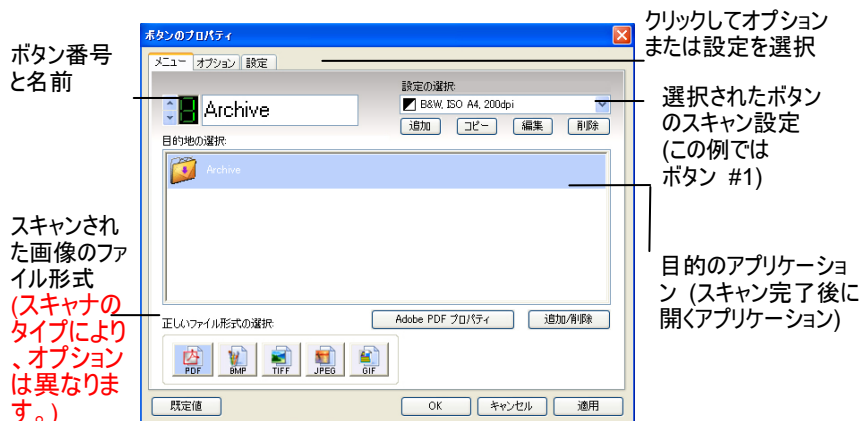 ボタン番号
と名前
スキャンされ
た画像のファ
イル形式
(スキャナの
タイプにより
、オプション
は異なりま
す。)
ボタンのプロパティ
メニュー オプション 設定
Archive
設定の選択:
B&W, ISO A4, 200dpi
追加 コピー 編集 削除
目的地の選択:
Archive
正しいファイル形式の選択:
Adobe PDF プロパティ 追加/削除
PDF BMP TIFF JPEG GIF
既定値 OK キャンセル 適用
クリックしてオプション
または設定を選択
選択されたボタン
のスキャン設定
(この例では
ボタン #1)
目的のアプリケーショ
ン (スキャン完了後に
開くアプリケーション)